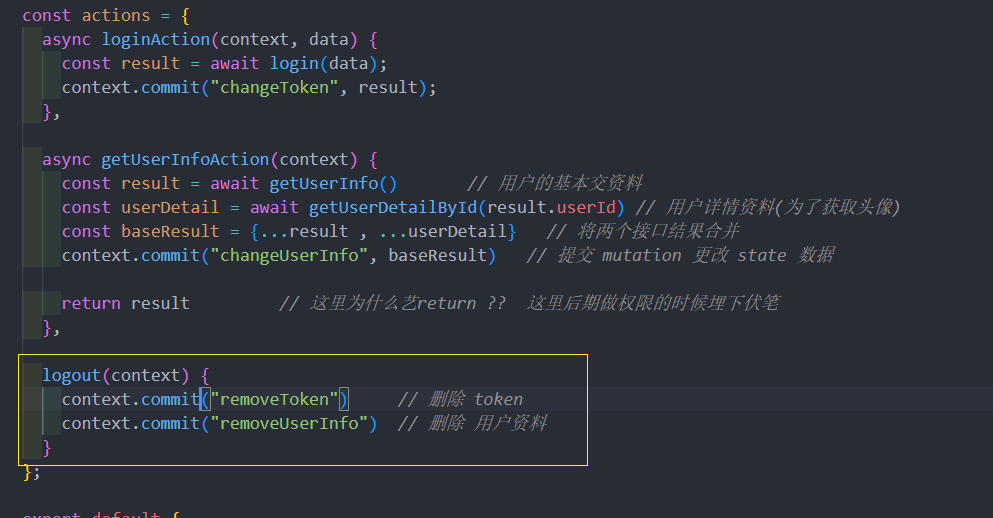 const actions = {
async loginAction(context, data) {
const result = await login(data);
context.commit("changeToken", result);
},
async getUserInfoAction(context) {
const result = await getUserInfo() // 用户的基本交资料
const userDetail = await getUserDetailById(result.userId) // 用户详情资料(为了获取头像)
const baseResult = {...result , ...userDetail} // 将两个接口结果合并
context.commit("changeUserInfo", baseResult) // 提交 mutation 更改 state 数据
return result // 这里为什么艺return ?? 这里后期做权限的时候埋下伏笔
},
logout(context) {
context.commit("removeToken") // 删除 token
context.commit("removeUserInfo") // 删除 用户资料
}
};
export default {